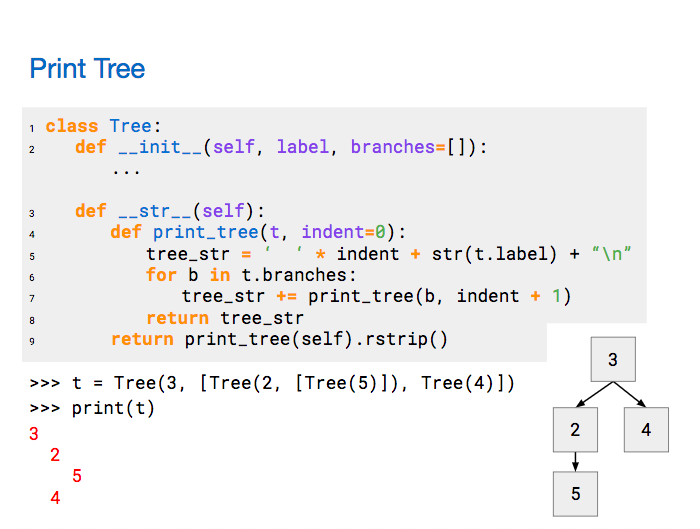 Print Tree
1 class Tree:
2 def __init__(self, label, branches=[]):
...
3 def __str__(self):
4 def print_tree(t, indent=0):
5 tree_str = ‘  ‘ * indent + str(t.label) + “\n”
6 for b in t.branches:
7 tree_str += print_tree(b, indent + 1)
8 return tree_str
9 return print_tree(self).rstrip()
>>> t = Tree(3, [Tree(2, [Tree(5)]), Tree(4)])
>>> print(t)
3
2
5
4
3
2 4
5